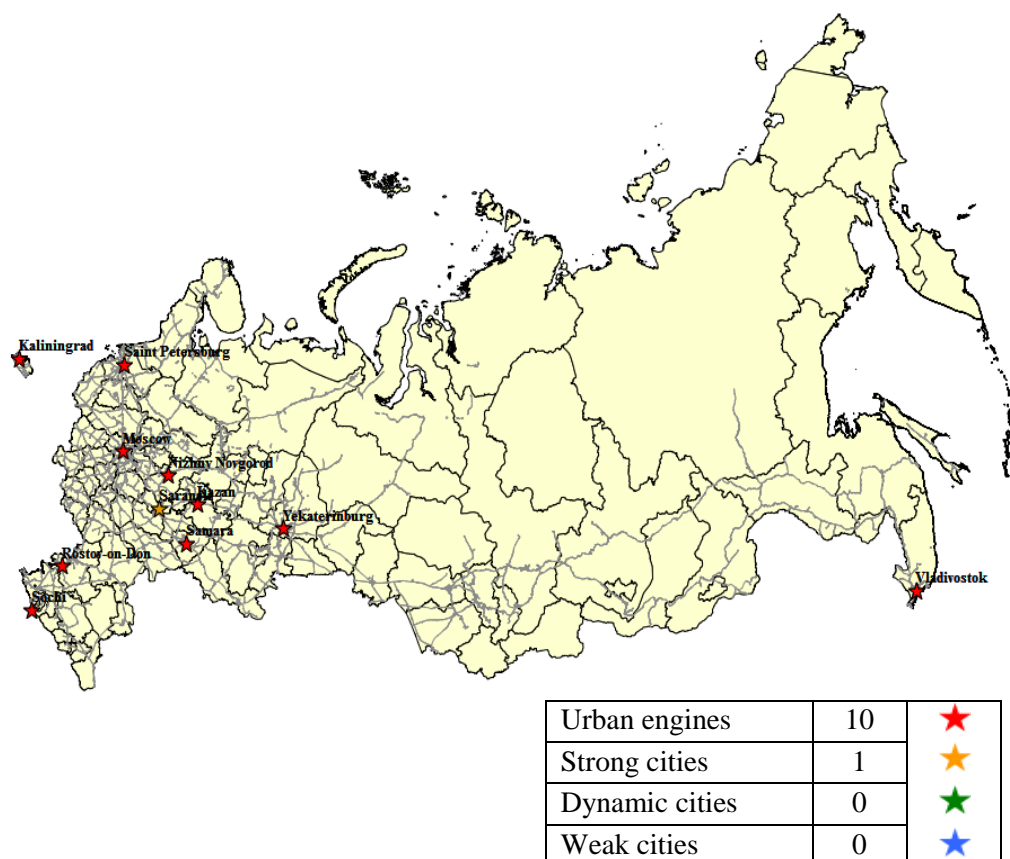 Kaliningrad
Saint Petersburg
Moscow
Nizhny Novgorod
Kazan
Yekaterinburg
Samara
Rostov-on-Don
Sochi
Vladivostok
Urban engines 10
Strong cities 1
Dynamic cities 0
Weak cities 0